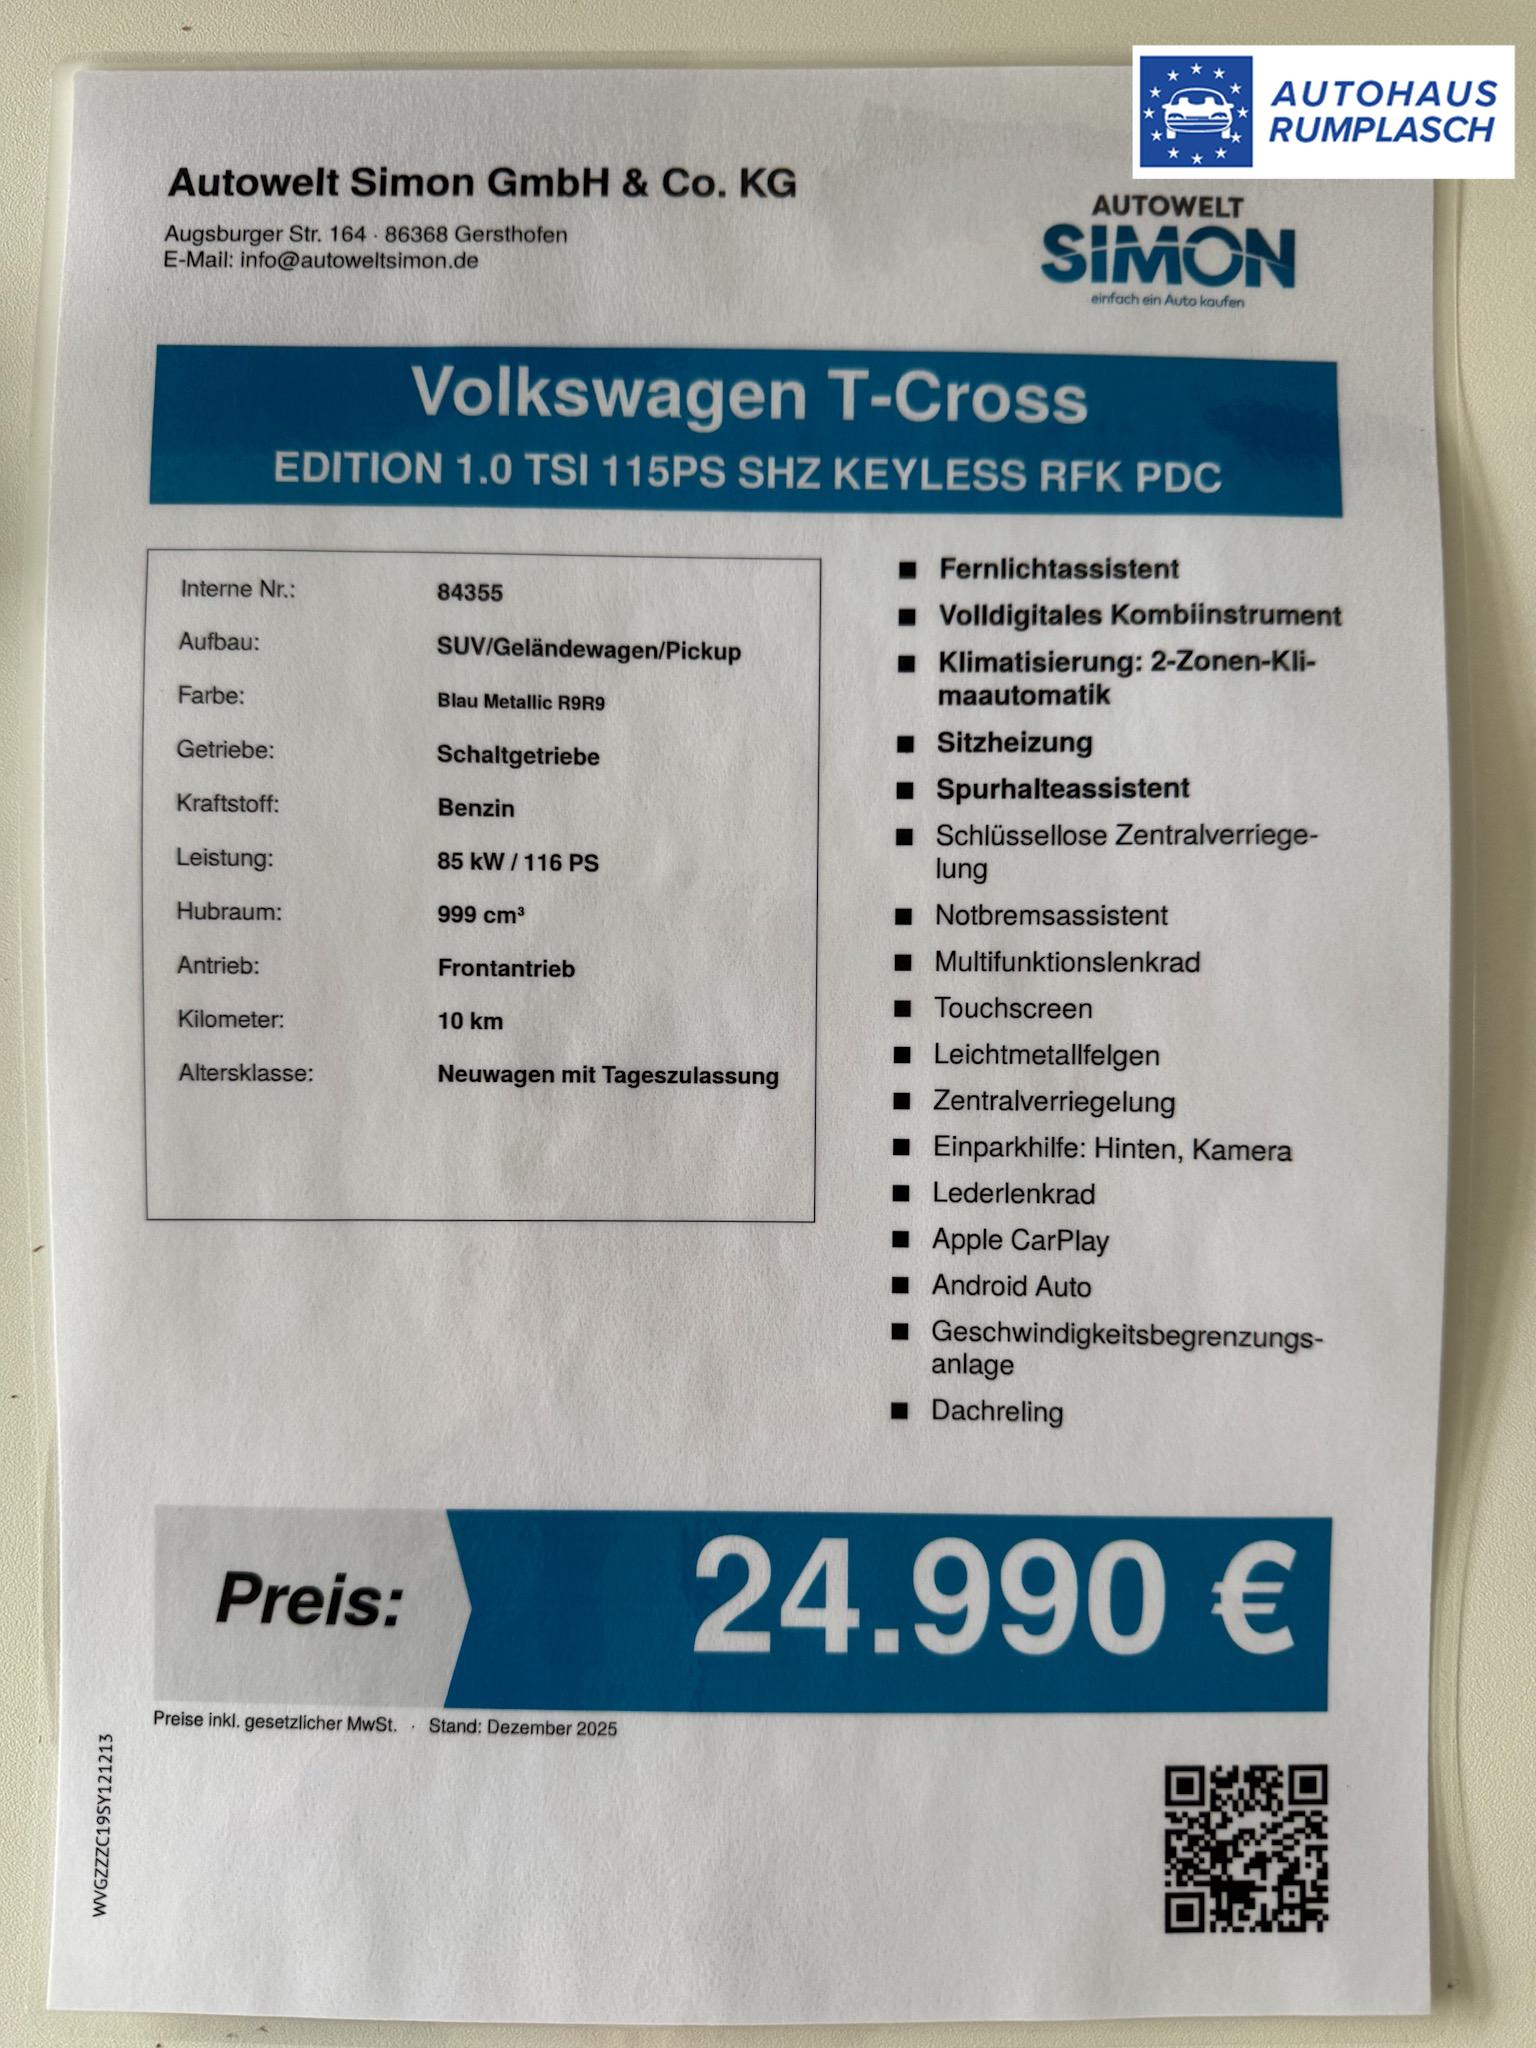 AUTOHAUS
RUMPLASCH
Autowelt Simon GmbH & Co. KG
Augsburger Str. 164 · 86368 Gersthofen
E-Mail: info@autoweltsimon.de
AUTOWELT
SIMON
einfach ein Auto kaufen
Volkswagen T-Cross
EDITION 1.0 TSI 115PS SHZ KEYLESS RFK PDC
Interne Nr.: 84355
Aufbau: SUV/Geländewagen/Pickup
Farbe: Blau Metallic R9R9
Getriebe: Schaltgetriebe
Kraftstoff: Benzin
Leistung: 85 kW / 116 PS
Hubraum: 999 cm³
Antrieb: Frontantrieb
Kilometer: 10 km
Altersklasse: Neuwagen mit Tageszulassung
■ Fernlichtassistent
■ Volldigitales Kombiinstrument
■ Klimatisierung: 2-Zonen-Kli-
maautomatik
■ Sitzheizung
■ Spurhalteassistent
■ Schlüssellose Zentralverriege-
lung
■ Notbremsassistent
■ Multifunktionslenkrad
■ Touchscreen
■ Leichtmetallfelgen
■ Zentralverriegelung
■ Einparkhilfe: Hinten, Kamera
■ Lederlenkrad
■ Apple CarPlay
■ Android Auto
■ Geschwindigkeitsbegrenzungs-
anlage
■ Dachreling
Preis: 24.990 €
Preise inkl. gesetzlicher MwSt. · Stand: Dezember 2025
WVGZZZC19SY121213